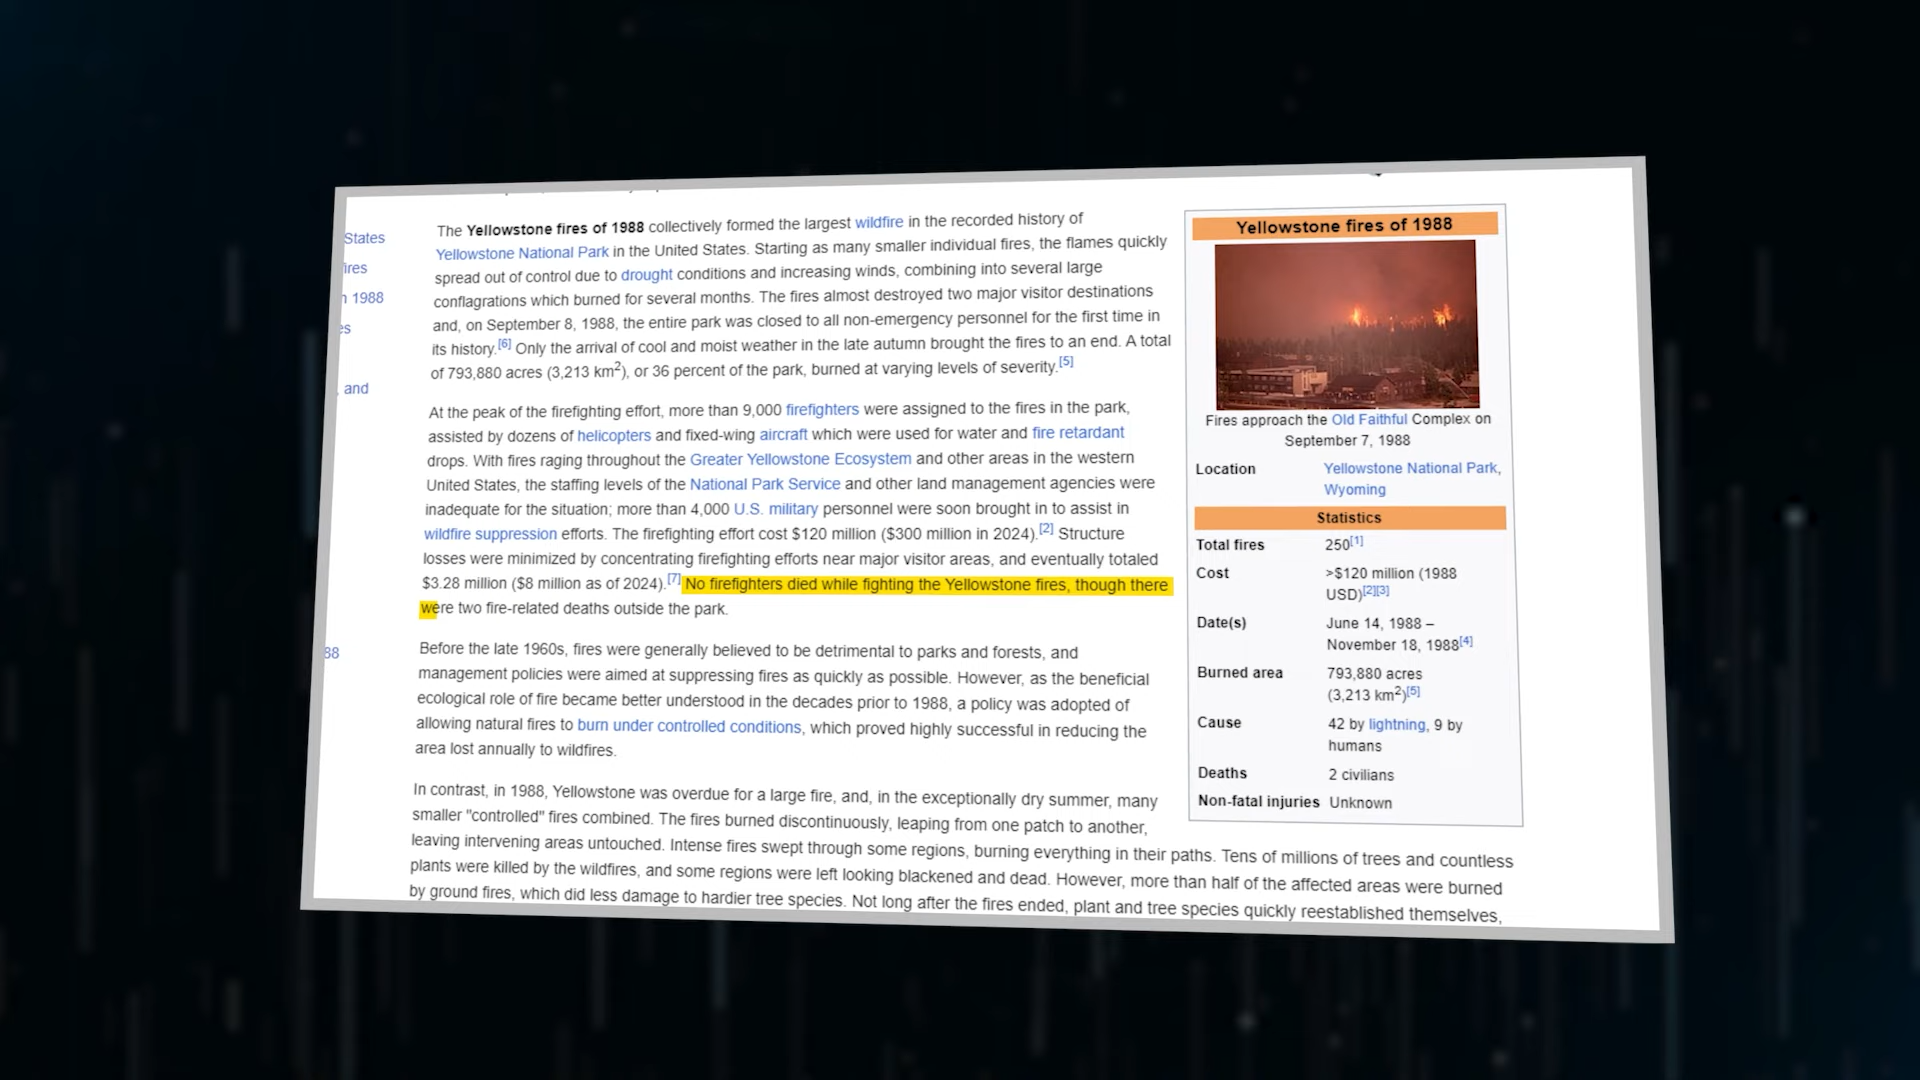 States
fires
n 1988
es
, and
88
The Yellowstone fires of 1988 collectively formed the largest wildfire in the recorded history of
Yellowstone National Park in the United States. Starting as many smaller individual fires, the flames quickly
spread out of control due to drought conditions and increasing winds, combining into several large
conflagrations which burned for several months. The fires almost destroyed two major visitor destinations
and, on September 8, 1988, the entire park was closed to all non-emergency personnel for the first time in
its history.[6] Only the arrival of cool and moist weather in the late autumn brought the fires to an end. A total
of 793,880 acres (3,213 km2), or 36 percent of the park, burned at varying levels of severity.[5]
At the peak of the firefighting effort, more than 9,000 firefighters were assigned to the fires in the park,
assisted by dozens of helicopters and fixed-wing aircraft which were used for water and fire retardant
drops. With fires raging throughout the Greater Yellowstone Ecosystem and other areas in the western
United States, the staffing levels of the National Park Service and other land management agencies were
inadequate for the situation; more than 4,000 U.S. military personnel were soon brought in to assist in
wildfire suppression efforts. The firefighting effort cost $120 million ($300 million in 2024).[2] Structure
losses were minimized by concentrating firefighting efforts near major visitor areas, and eventually totaled
$3.28 million ($8 million as of 2024).[7] No firefighters died while fighting the Yellowstone fires, though there
were two fire-related deaths outside the park.
Before the late 1960s, fires were generally believed to be detrimental to parks and forests, and
management policies were aimed at suppressing fires as quickly as possible. However, as the beneficial
ecological role of fire became better understood in the decades prior to 1988, a policy was adopted of
allowing natural fires to burn under controlled conditions, which proved highly successful in reducing the
area lost annually to wildfires.
In contrast, in 1988, Yellowstone was overdue for a large fire, and, in the exceptionally dry summer, many
smaller "controlled" fires combined. The fires burned discontinuously, leaping from one patch to another,
leaving intervening areas untouched. Intense fires swept through some regions, burning everything in their paths. Tens of millions of trees and countless
plants were killed by the wildfires, and some regions were left looking blackened and dead. However, more than half of the affected areas were burned
by ground fires, which did less damage to hardier tree species. Not long after the fires ended, plant and tree species quickly reestablished themselves,
Yellowstone fires of 1988
Fires approach the Old Faithful Complex on
September 7, 1988
Location Yellowstone National Park,
Wyoming
Statistics
Total fires 250[1]
Cost >$120 million (1988
USD)[2][3]
Date(s) June 14, 1988 –
November 18, 1988[4]
Burned area 793,880 acres
(3,213 km2)[5]
Cause 42 by lightning, 9 by
humans
Deaths 2 civilians
Non-fatal injuries Unknown